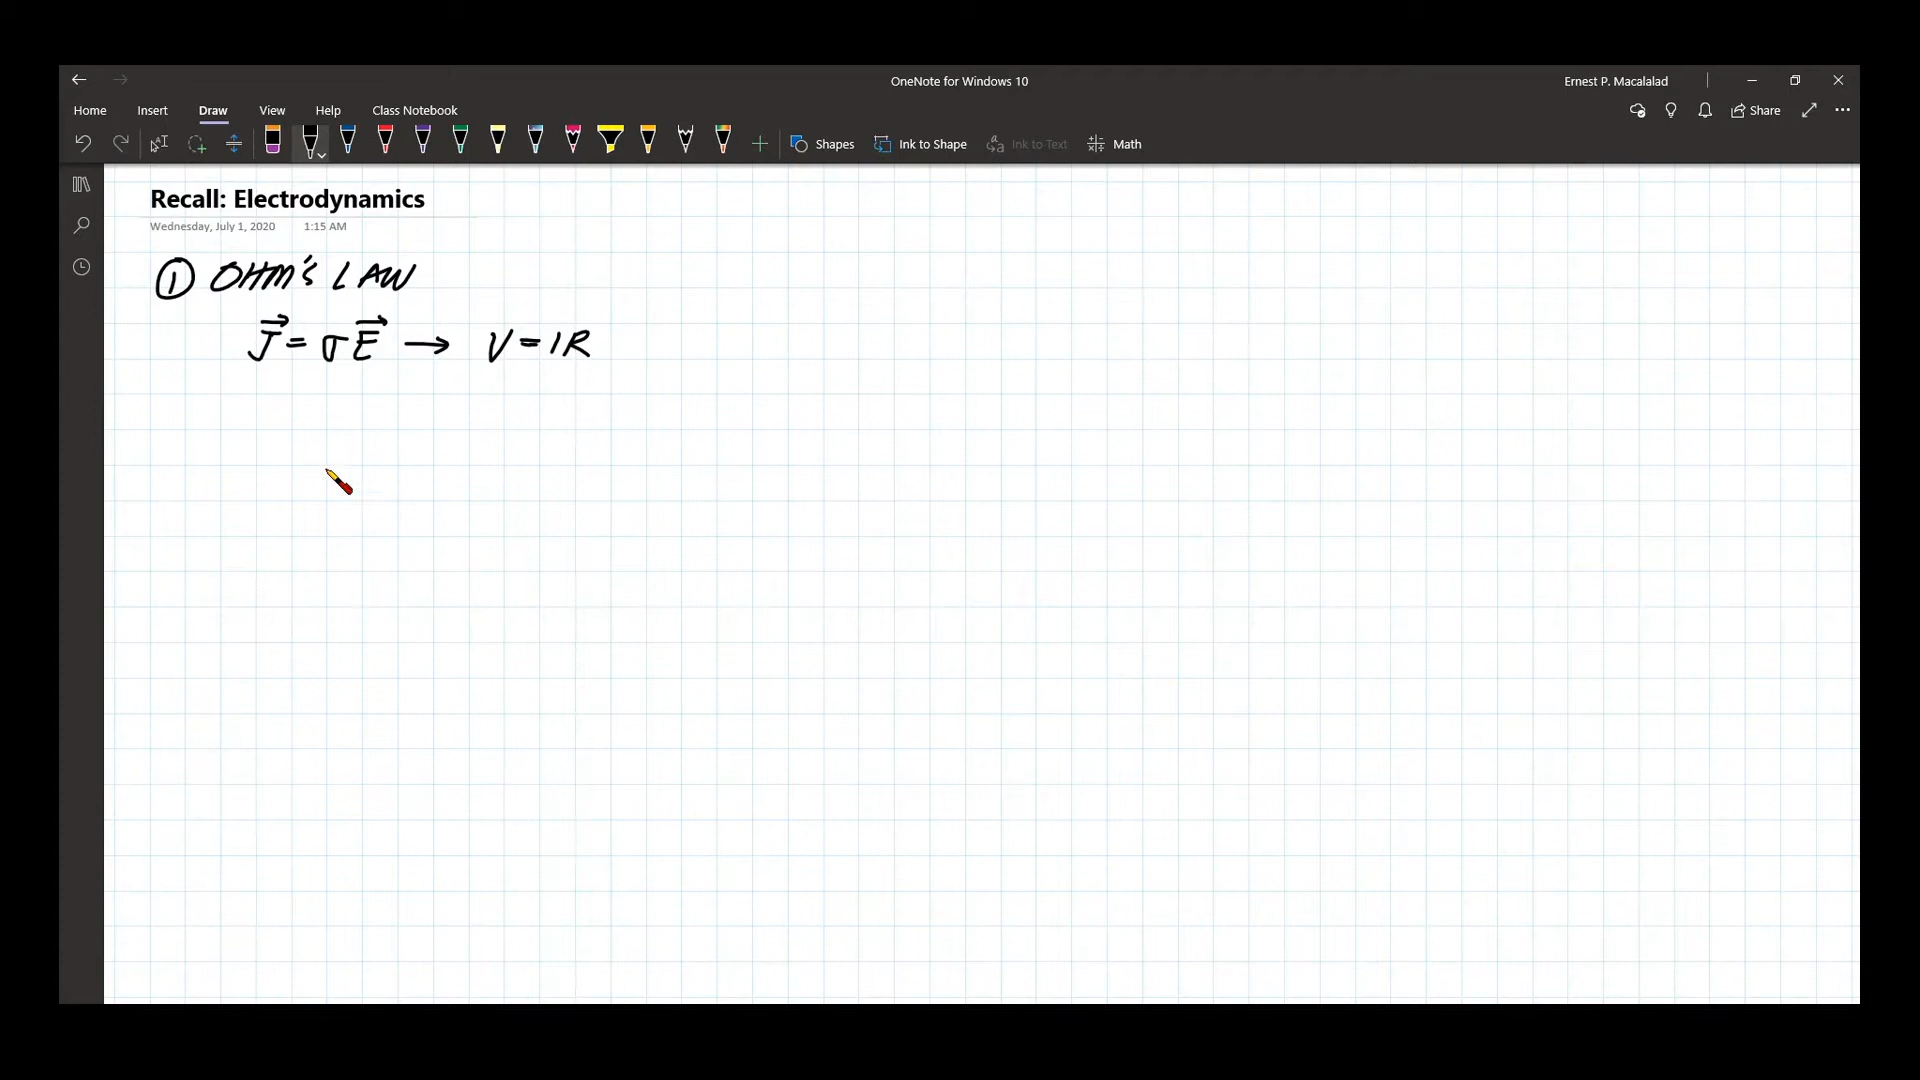 OneNote for Windows 10
Ernest P. Macalalad
Home Insert Draw View Help Class Notebook
Share
Shapes Ink to Shape Ink to Text Math
Recall: Electrodynamics
Wednesday, July 1, 2020 1:15 AM
① OHM'S LAW
J⃗ = σE⃗ → V = IR